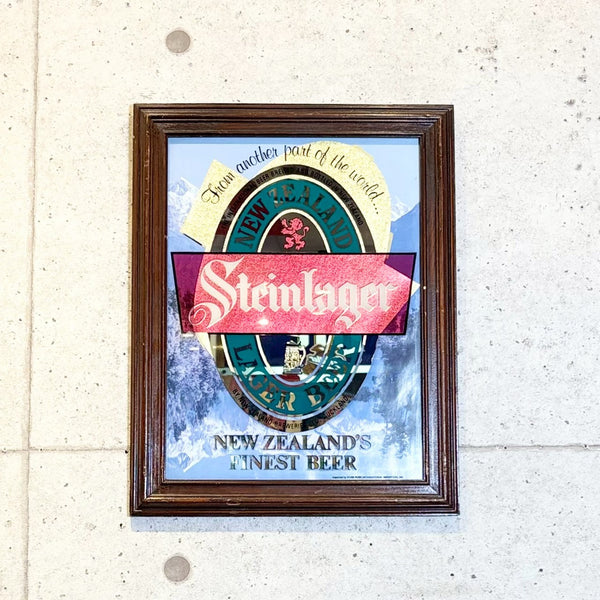 From another part of the world...
NEW ZEALAND
Steinlager
LAGER BEER
NEW ZEALAND'S
FINEST BEER